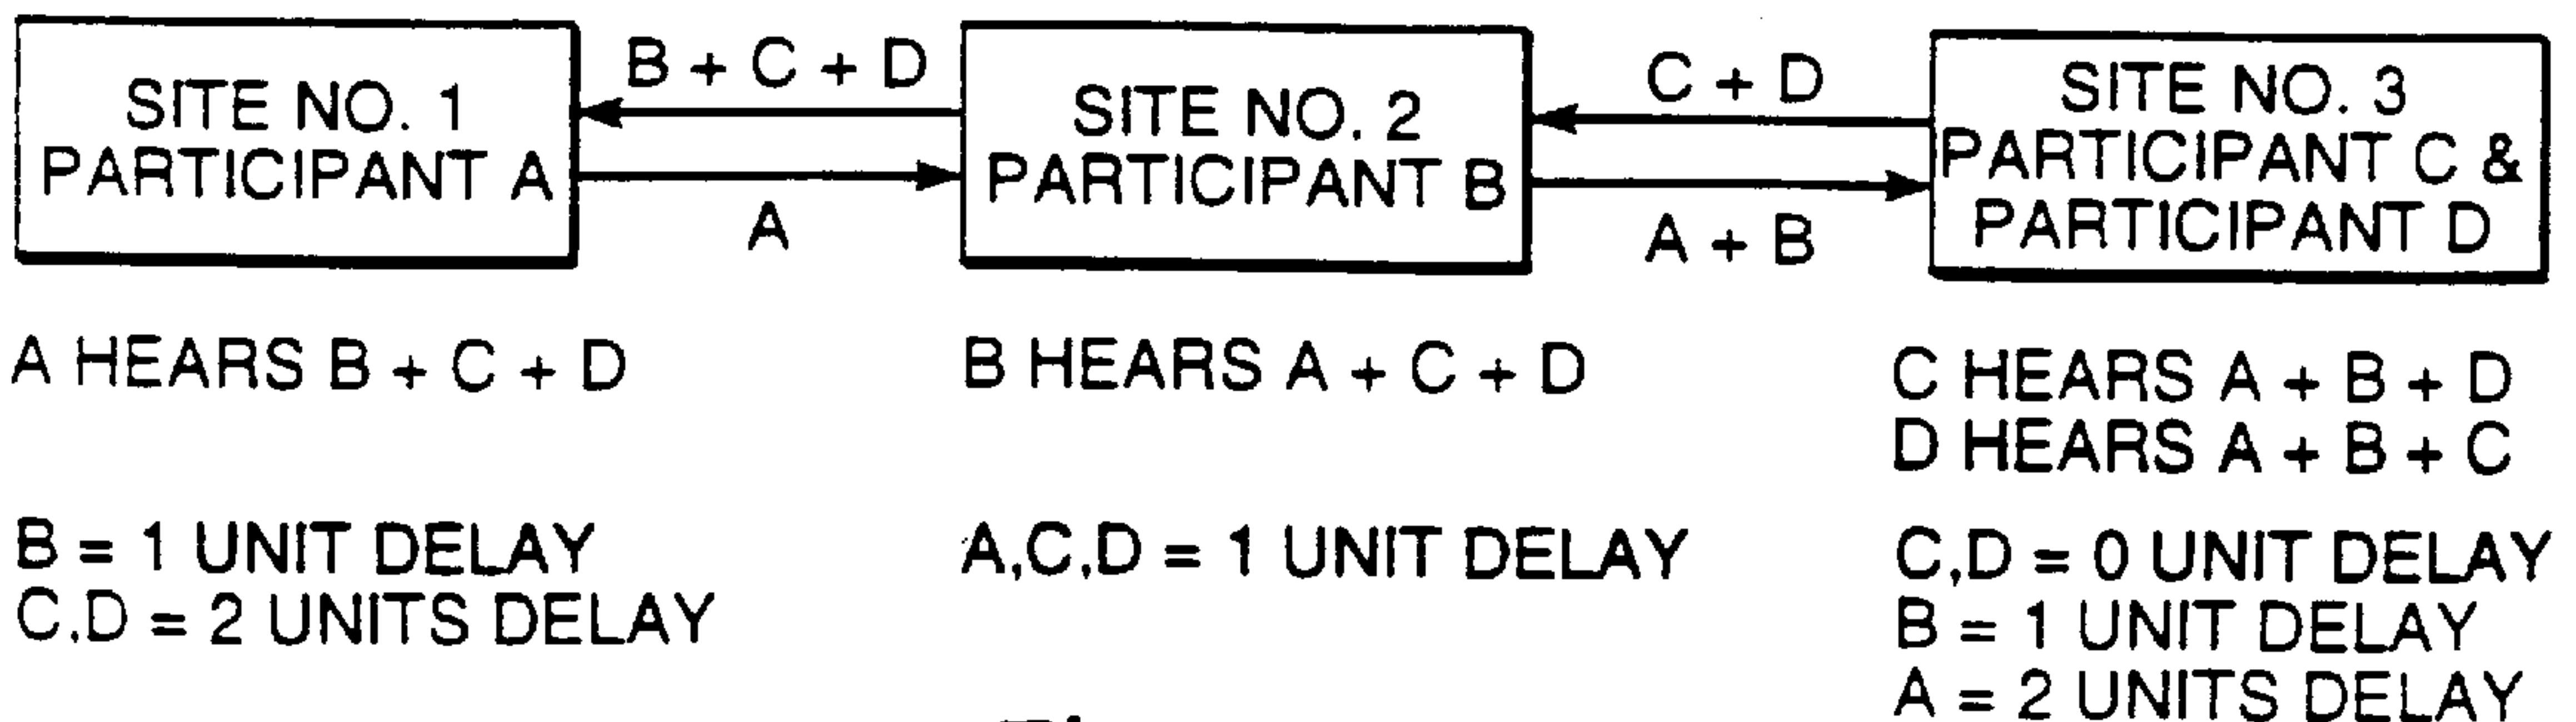 SITE NO. 1
PARTICIPANT A
B + C + D
A
SITE NO. 2
PARTICIPANT B
C + D
A + B
SITE NO. 3
PARTICIPANT C &
PARTICIPANT D
A HEARS B + C + D
B HEARS A + C + D
C HEARS A + B + D
D HEARS A + B + C
B = 1 UNIT DELAY
C,D = 2 UNITS DELAY
A,C,D = 1 UNIT DELAY
C,D = 0 UNIT DELAY
B = 1 UNIT DELAY
A = 2 UNITS DELAY